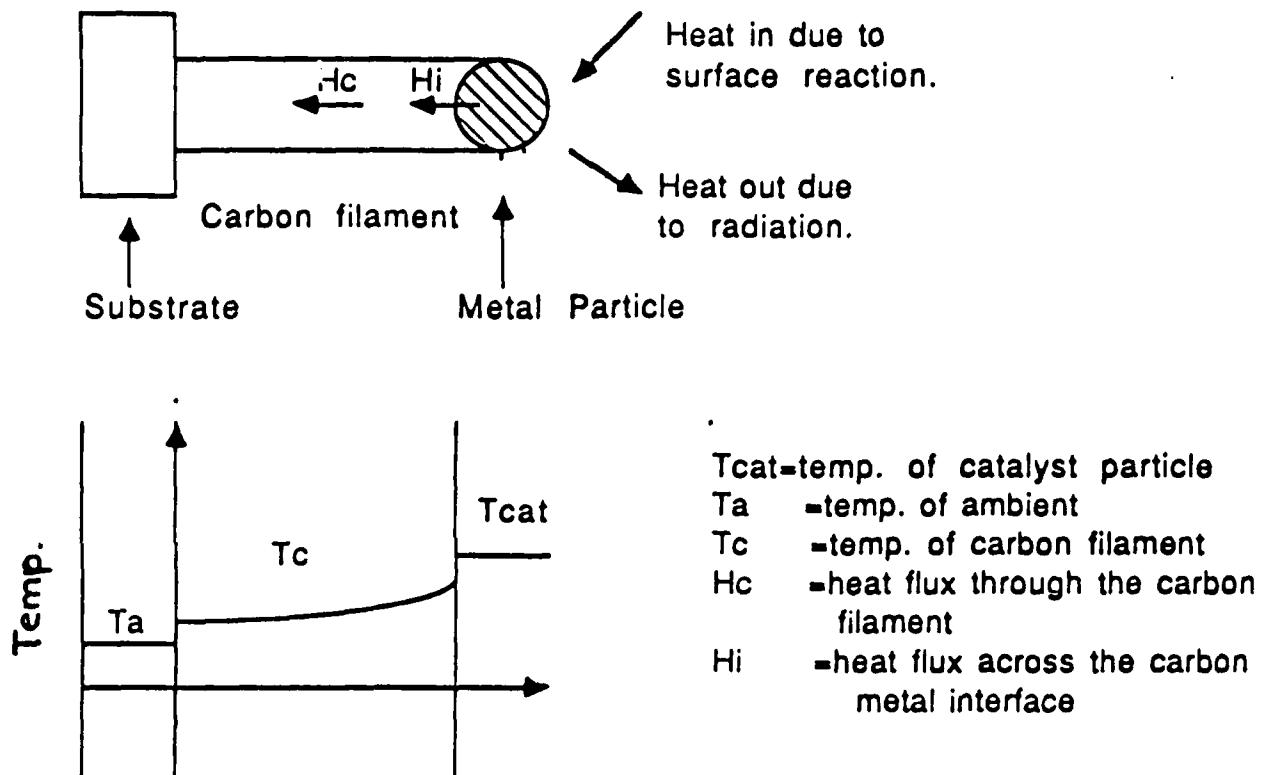 Heat in due to
surface reaction.
Hc
Hi
Heat out due
to radiation.
Carbon filament
Substrate
Metal Particle
Temp.
Ta
Tc
Tcat
Tcat=temp. of catalyst particle
Ta =temp. of ambient
Tc =temp. of carbon filament
Hc =heat flux through the carbon
filament
Hi =heat flux across the carbon
metal interface